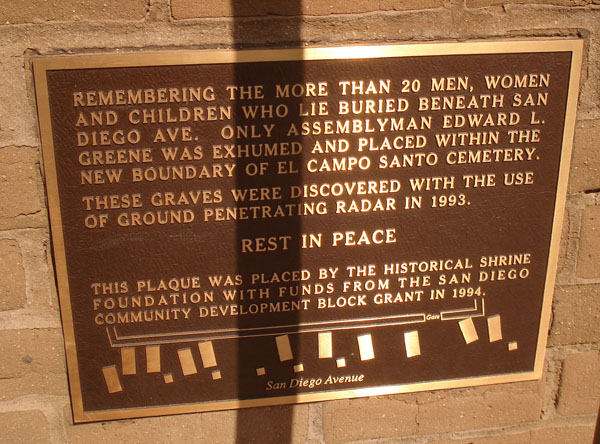 REMEMBERING THE MORE THAN 20 MEN, WOMEN
AND CHILDREN WHO LIE BURIED BENEATH SAN
DIEGO AVE. ONLY ASSEMBLYMAN EDWARD L.
GREENE WAS EXHUMED AND PLACED WITHIN THE
NEW BOUNDARY OF EL CAMPO SANTO CEMETERY.
THESE GRAVES WERE DISCOVERED WITH THE USE
OF GROUND PENETRATING RADAR IN 1993.
REST IN PEACE
THIS PLAQUE WAS PLACED BY THE HISTORICAL SHRINE
FOUNDATION WITH FUNDS FROM THE SAN DIEGO
COMMUNITY DEVELOPMENT BLOCK GRANT IN 1994.
Gate
San Diego Avenue